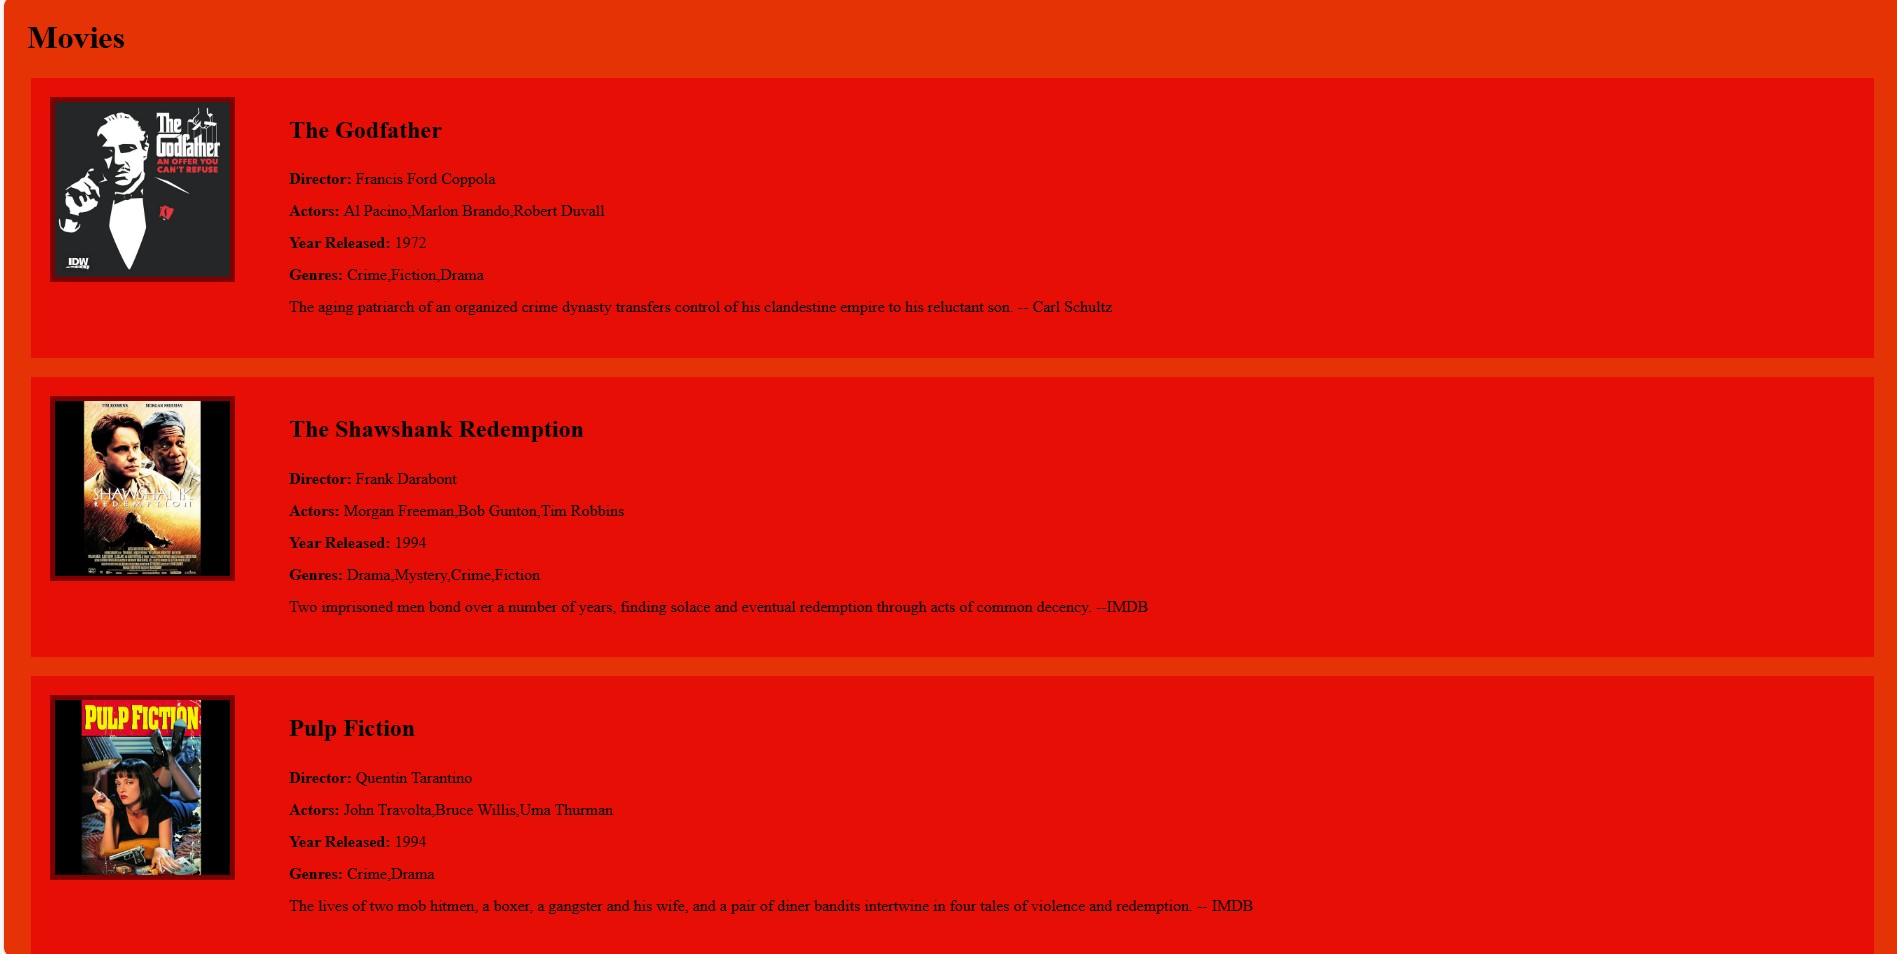 Movies
The
Godfather
AN OFFER YOU
CAN'T REFUSE
IDW
The Godfather
Director: Francis Ford Coppola
Actors: Al Pacino,Marlon Brando,Robert Duvall
Year Released: 1972
Genres: Crime,Fiction,Drama
The aging patriarch of an organized crime dynasty transfers control of his clandestine empire to his reluctant son. -- Carl Schultz
SHAWSHANK
REDEMPTION
The Shawshank Redemption
Director: Frank Darabont
Actors: Morgan Freeman,Bob Gunton,Tim Robbins
Year Released: 1994
Genres: Drama,Mystery,Crime,Fiction
Two imprisoned men bond over a number of years, finding solace and eventual redemption through acts of common decency. --IMDB
PULP FICTION
Pulp Fiction
Director: Quentin Tarantino
Actors: John Travolta,Bruce Willis,Uma Thurman
Year Released: 1994
Genres: Crime,Drama
The lives of two mob hitmen, a boxer, a gangster and his wife, and a pair of diner bandits intertwine in four tales of violence and redemption. -- IMDB